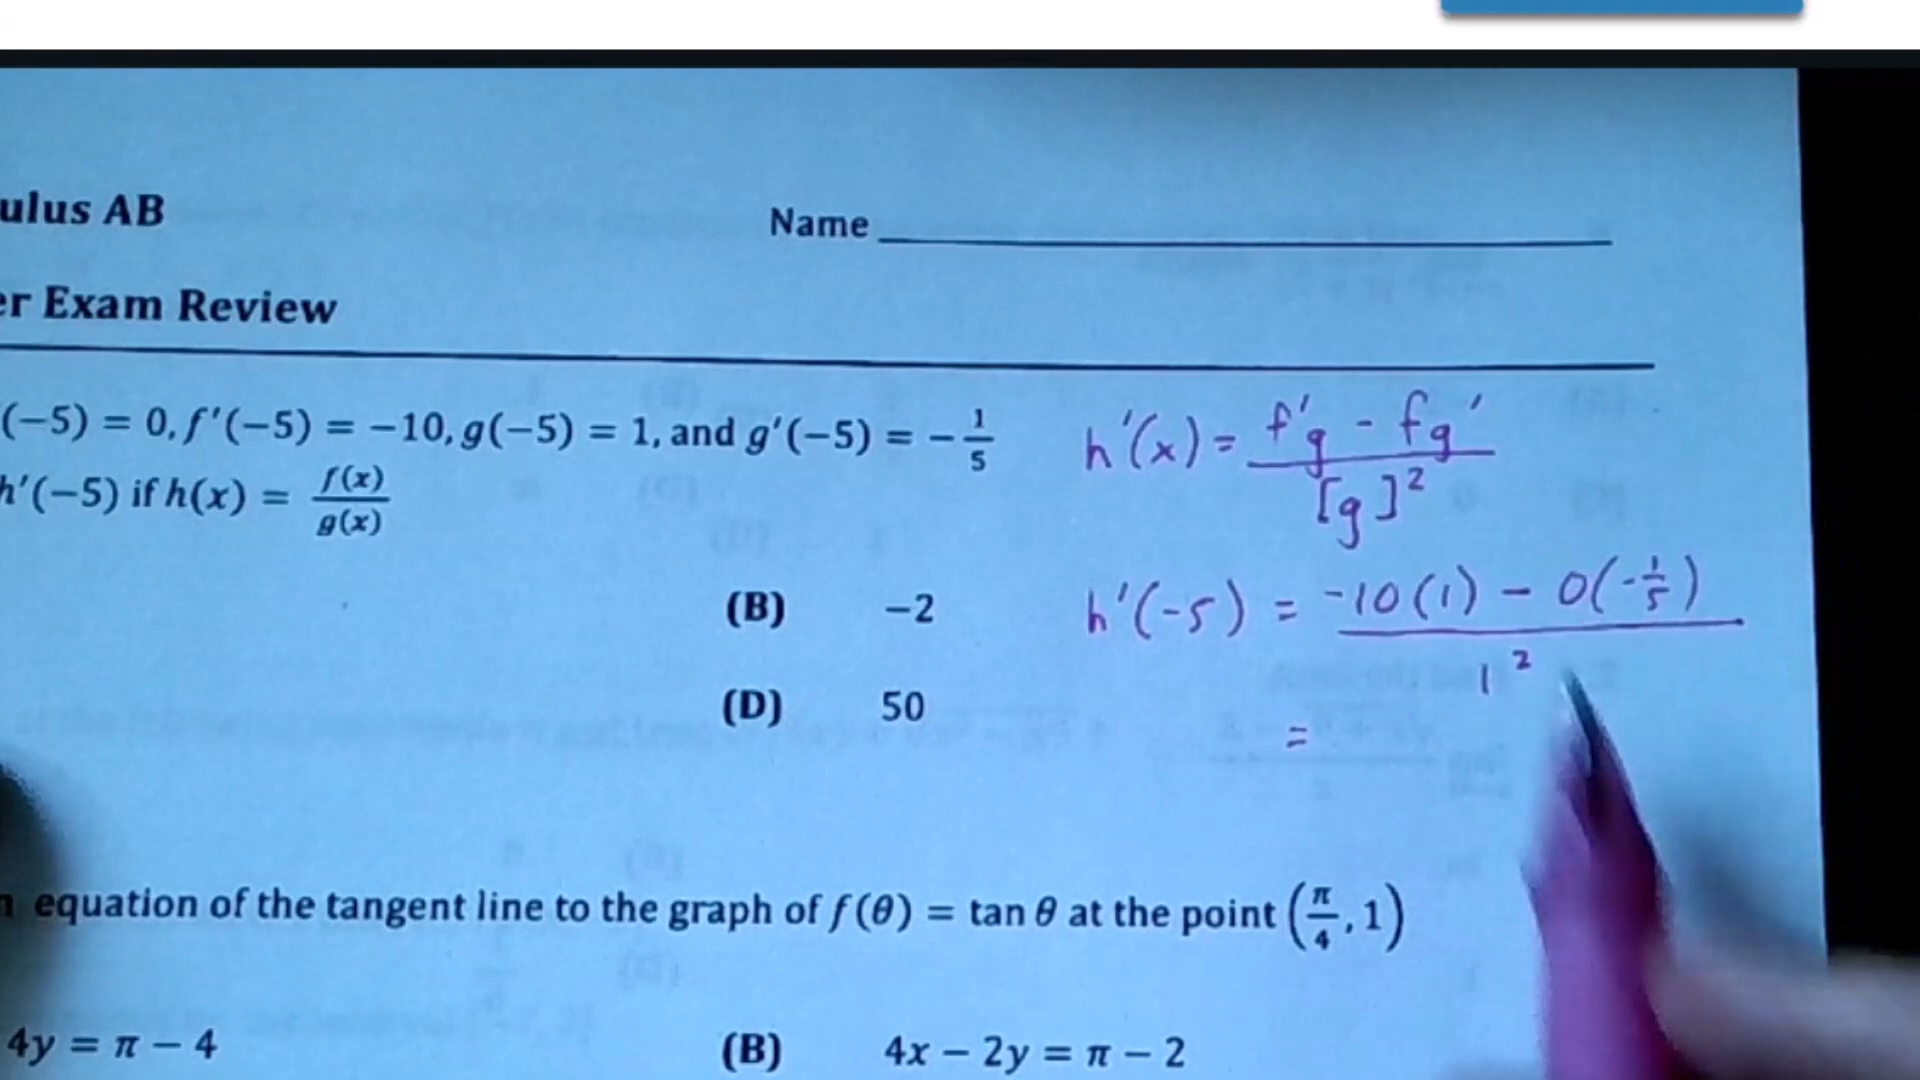 ulus AB
Name
er Exam Review
(−5) = 0, f′(−5) = −10, g(−5) = 1, and g′(−5) = −1/5
h′(−5) if h(x) = f(x)/g(x)
h'(x) = f'g - fg' / [g]²
(B) −2
h'(-5) = -10(1) - 0(-1/5) / 1²
(D) 50
=
equation of the tangent line to the graph of f(θ) = tan θ at the point (π/4, 1)
4y = π − 4
(B) 4x − 2y = π − 2